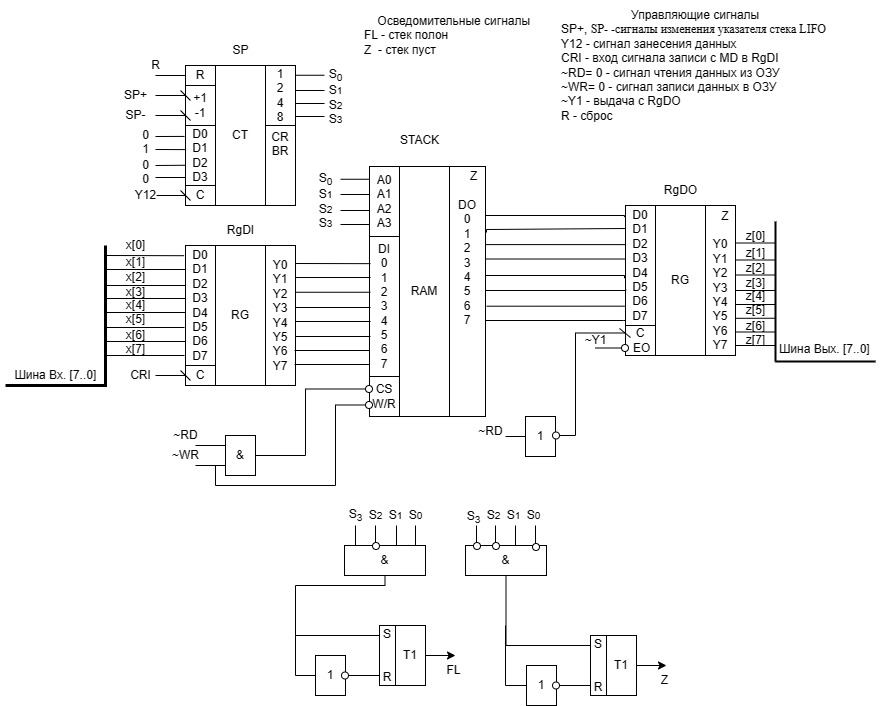 Осведомительные сигналы
FL - стек полон
Z - стек пуст
Управляющие сигналы
SP+, SP- -сигналы изменения указателя стека LIFO
Y12 - сигнал занесения данных
CRI - вход сигнала записи с MD в RgDI
~RD= 0 - сигнал чтения данных из ОЗУ
~WR= 0 - сигнал записи данных в ОЗУ
~Y1 - выдача с RgDO
R - сброс
SP
R R 1 S0
SP+ +1 2 S1
SP- -1 4 S2
8 S3
CT
0 D0 CR
1 D1 BR
0 D2
0 D3
Y12 C
STACK
S0 A0 Z
S1 A1
S2 A2 DO
S3 A3 0
DI 1
0 2
1 3
2 4
3 5
4 6
5 7
6
7
RAM
CS
W/R
RgDI
x[0] D0 Y0
x[1] D1 Y1
x[2] D2 Y2
x[3] D3 Y3
x[4] D4 Y4
x[5] D5 Y5
x[6] D6 Y6
x[7] D7 Y7
RG
Шина Вх. [7..0]
CRI C
RgDO
D0 Z
D1 Y0 z[0]
D2 Y1 z[1]
D3 Y2 z[2]
D4 Y3 z[3]
D5 Y4 z[4]
D6 Y5 z[5]
D7 Y6 z[6]
C Y7 z[7]
RG
~Y1 EO
Шина Вых. [7..0]
~RD
~WR
&
~RD 1
S3 S2 S1 S0
&
S
T1
1 R
FL
S3 S2 S1 S0
&
S
T1
1 R
Z